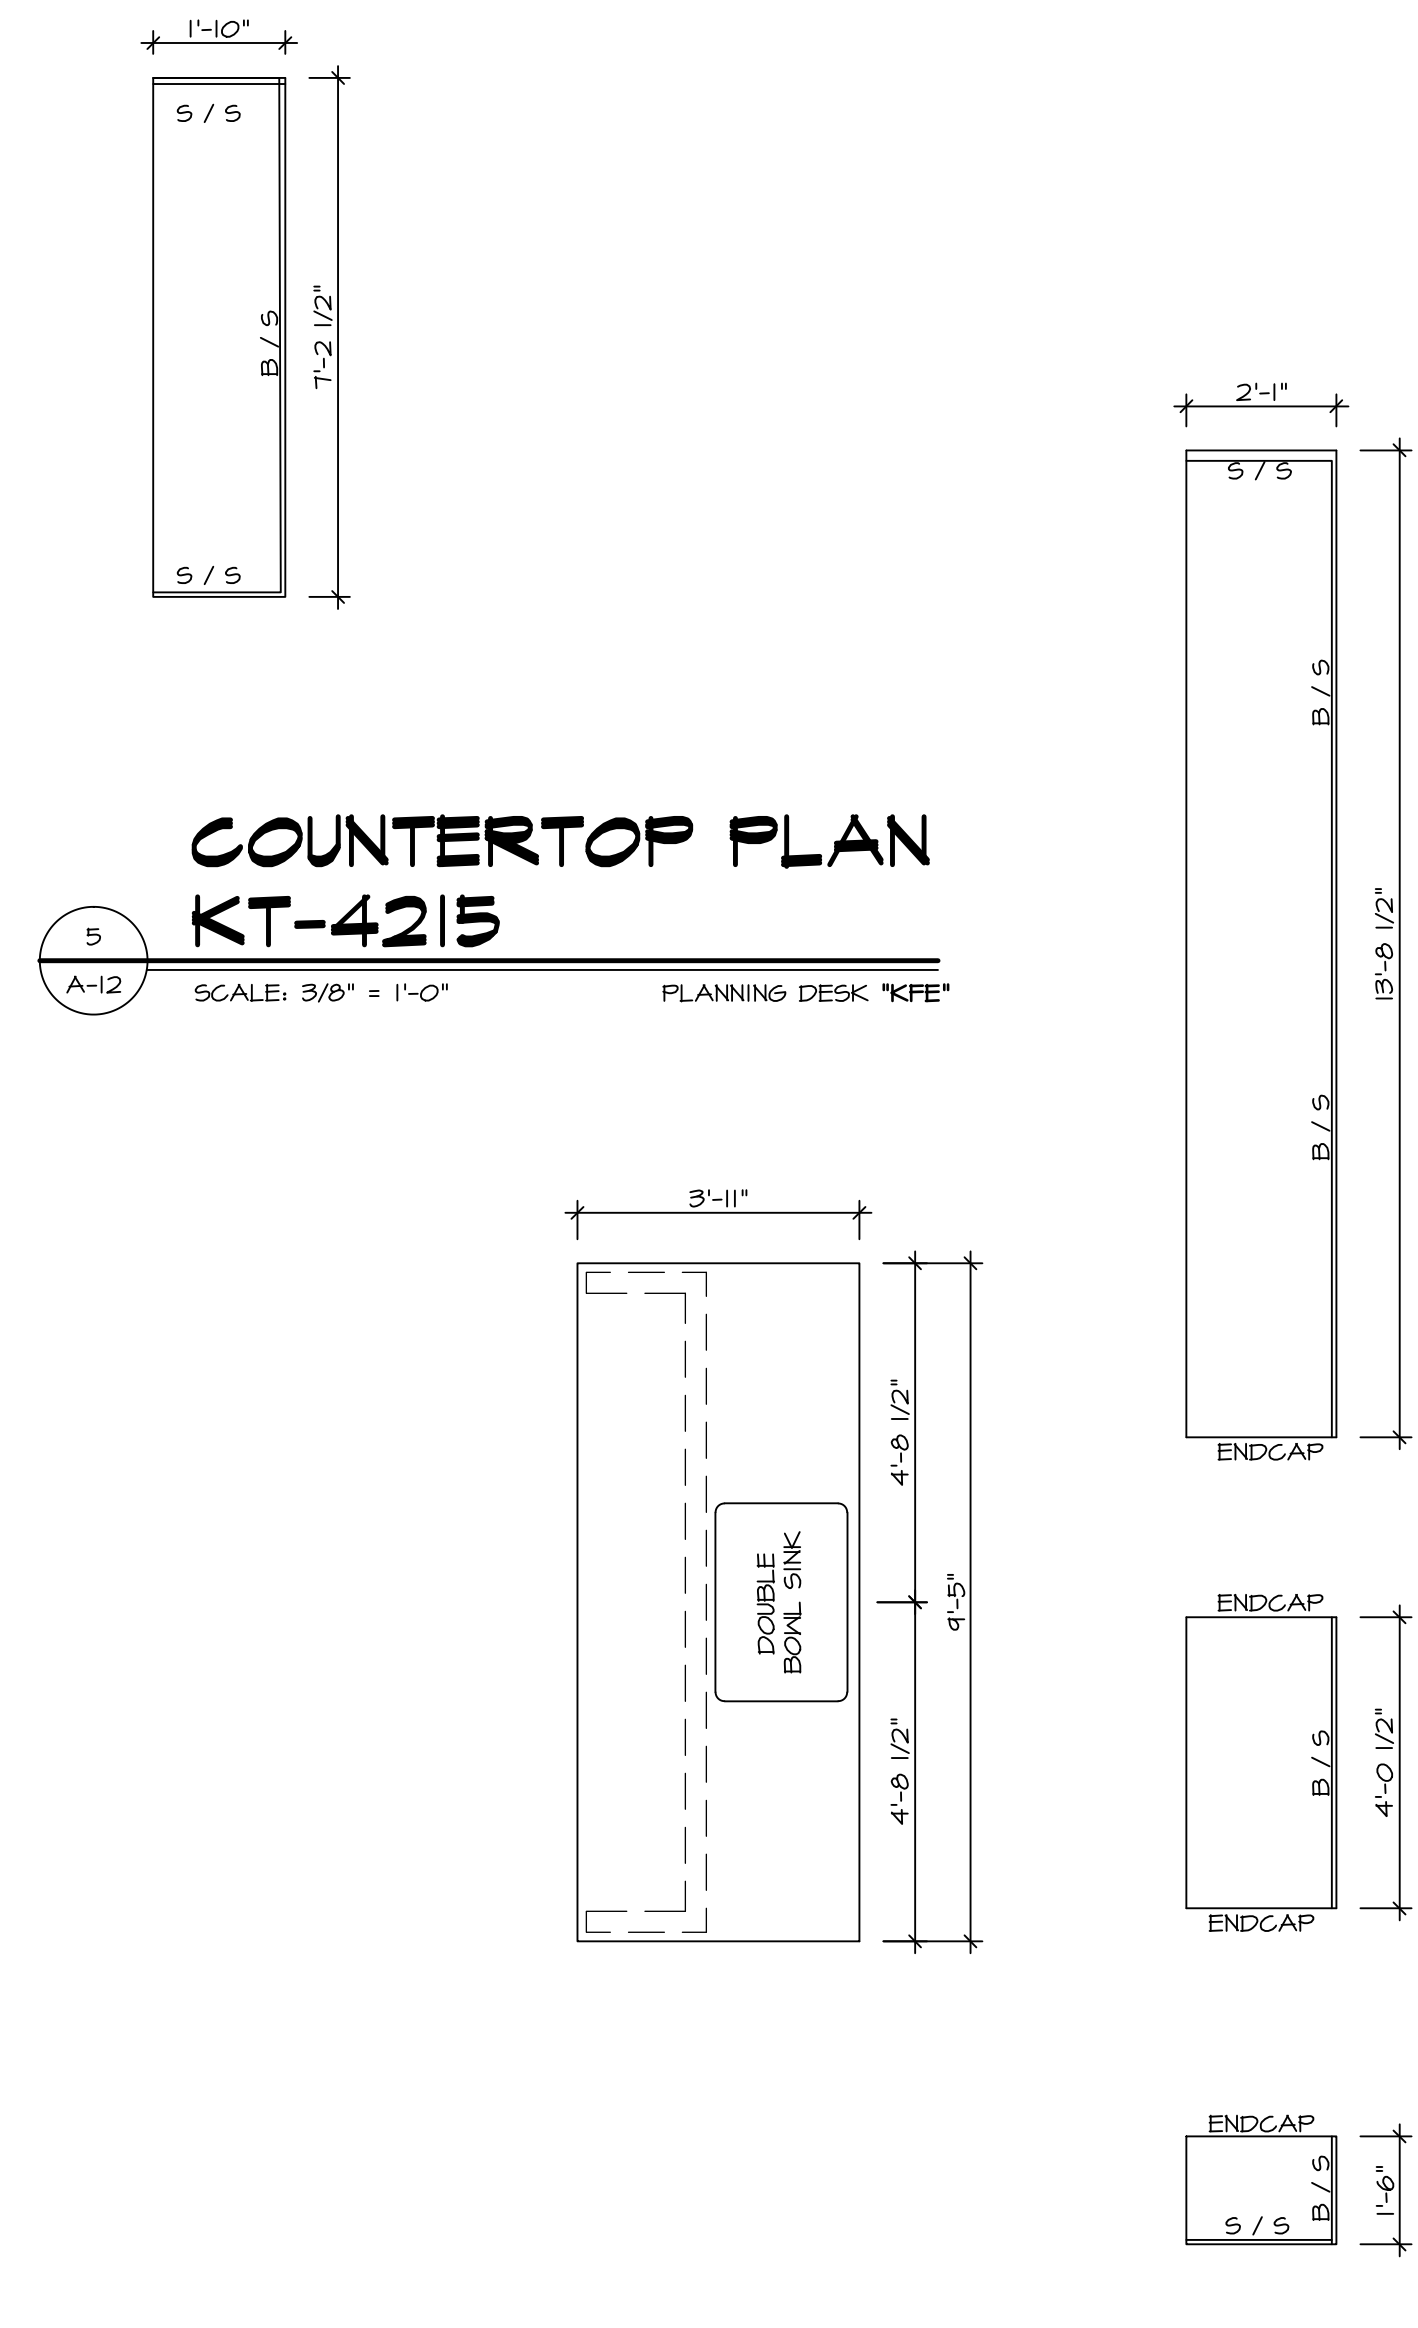 1'-10"
S / S
B / S
7'-2 1/2"
S / S
2'-1"
S / S
B / S
13'-8 1/2"
B / S
ENDCAP
COUNTERTOP PLAN
KT-4215
5
A-12
SCALE: 3/8" = 1'-0"
PLANNING DESK "KFE"
3'-11"
4'-8 1/2"
DOUBLE
BOWL SINK
9'-5"
4'-8 1/2"
ENDCAP
B / S
4'-0 1/2"
ENDCAP
ENDCAP
B / S
1'-6"
S / S